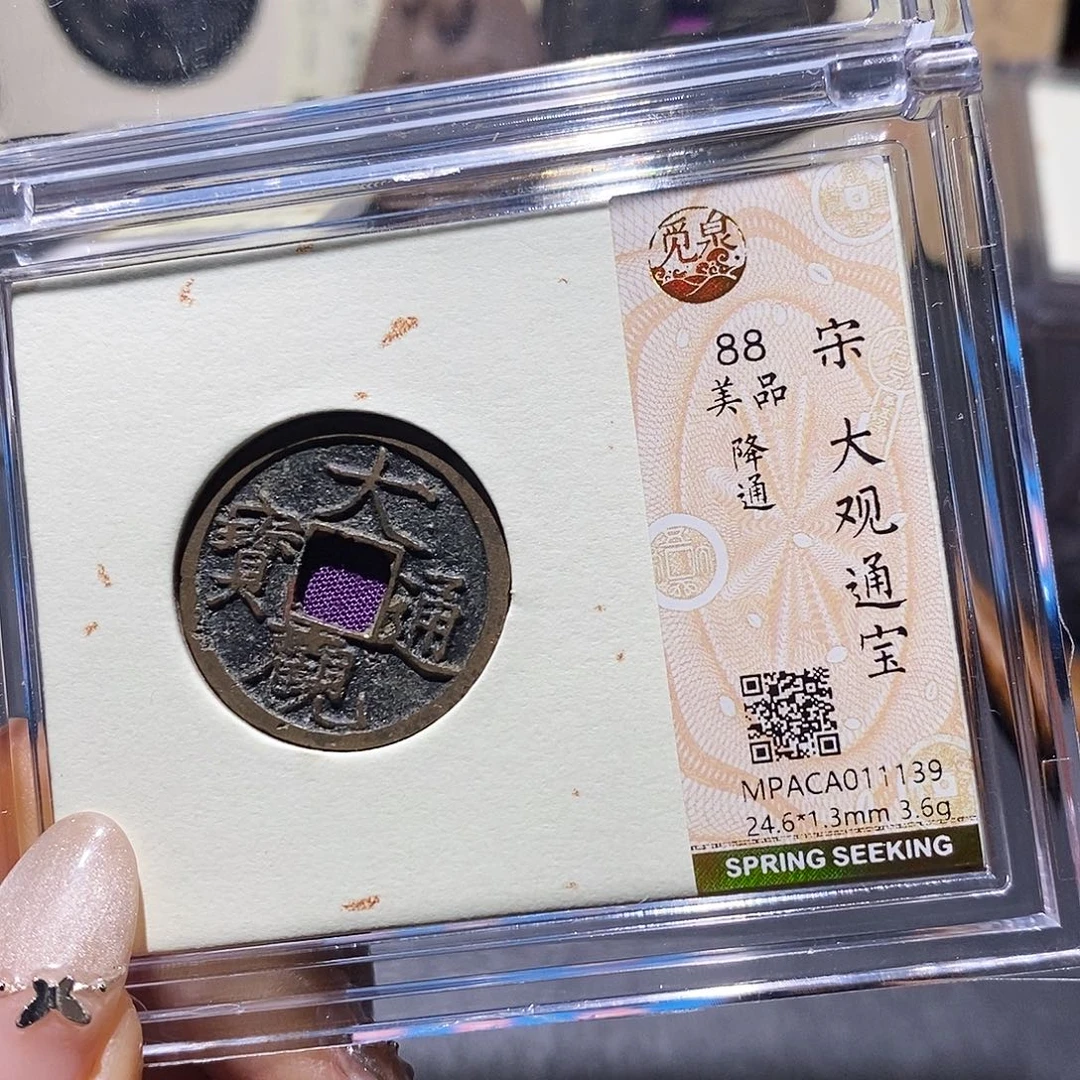 大
通
觀
寶
觅泉
宋 大观通宝
88
美品
降通
MPACA011139
24.6*1.3mm 3.6g
SPRING SEEKING